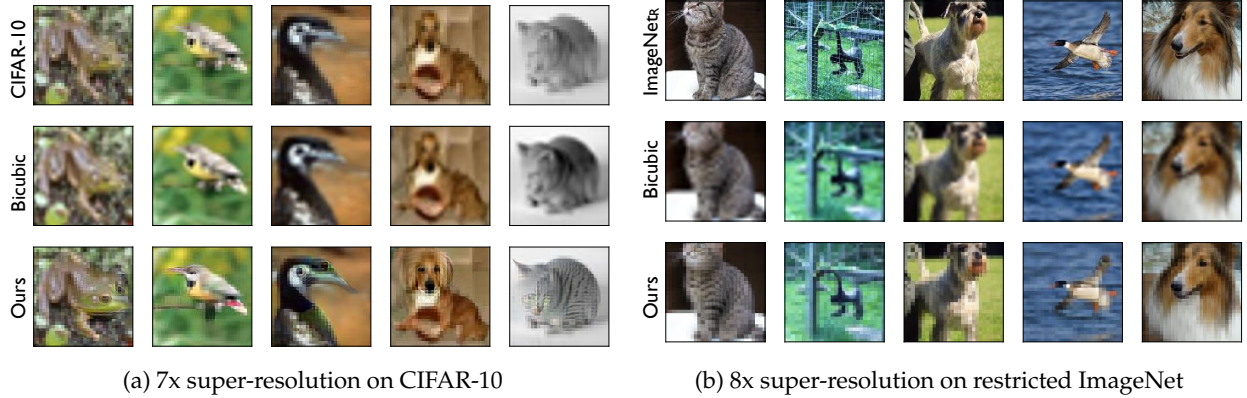 CIFAR-10
Bicubic
Ours
(a) 7x super-resolution on CIFAR-10
ImageNetR
Bicubic
Ours
(b) 8x super-resolution on restricted ImageNet